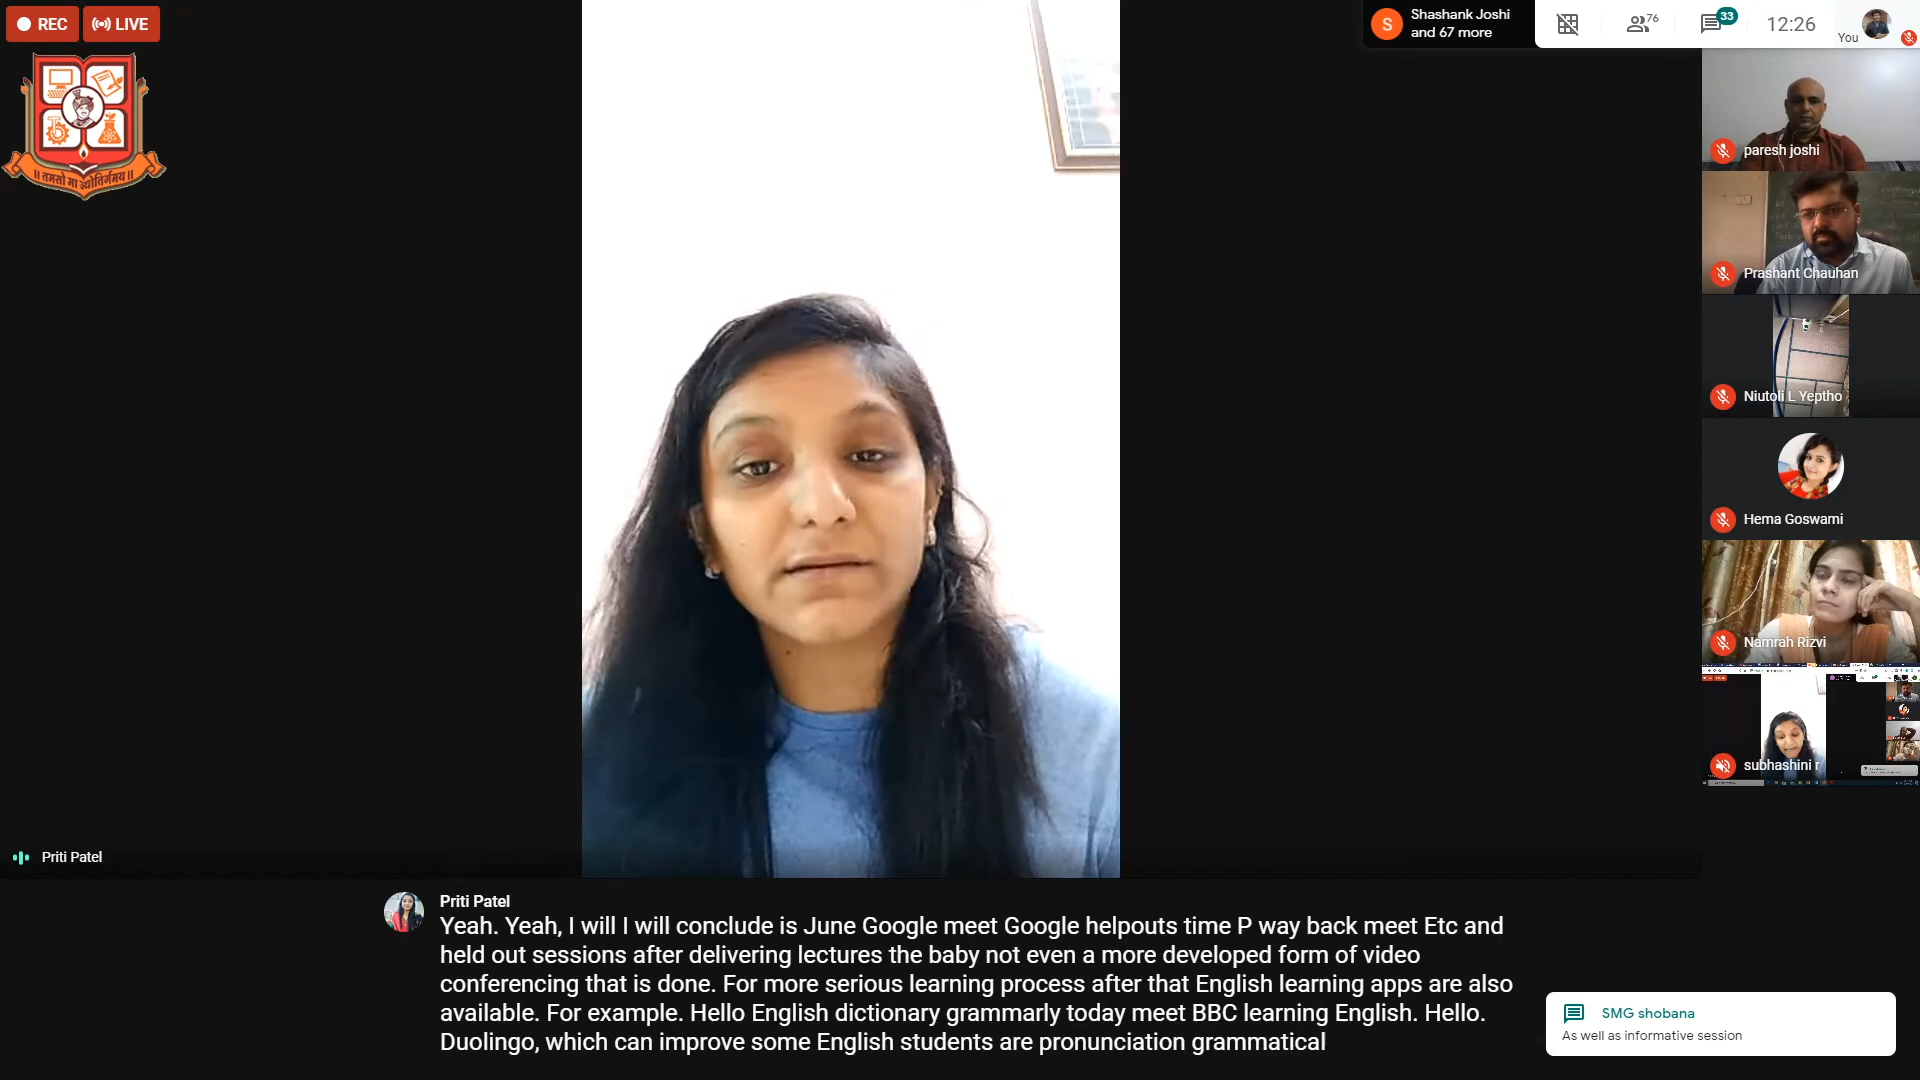 REC
LIVE
॥ तमसो मा ज्योतिर्गमय ॥
S
Shashank Joshi
and 67 more
76
33
12:26
You
paresh joshi
Prashant Chauhan
Niutoli L Yeptho
Hema Goswami
Namrah Rizvi
subhashini r
Priti Patel
Priti Patel
Yeah. Yeah, I will I will conclude is June Google meet Google helpouts time P way back meet Etc and
held out sessions after delivering lectures the baby not even a more developed form of video
conferencing that is done. For more serious learning process after that English learning apps are also
available. For example. Hello English dictionary grammarly today meet BBC learning English. Hello.
Duolingo, which can improve some English students are pronunciation grammatical
SMG shobana
As well as informative session